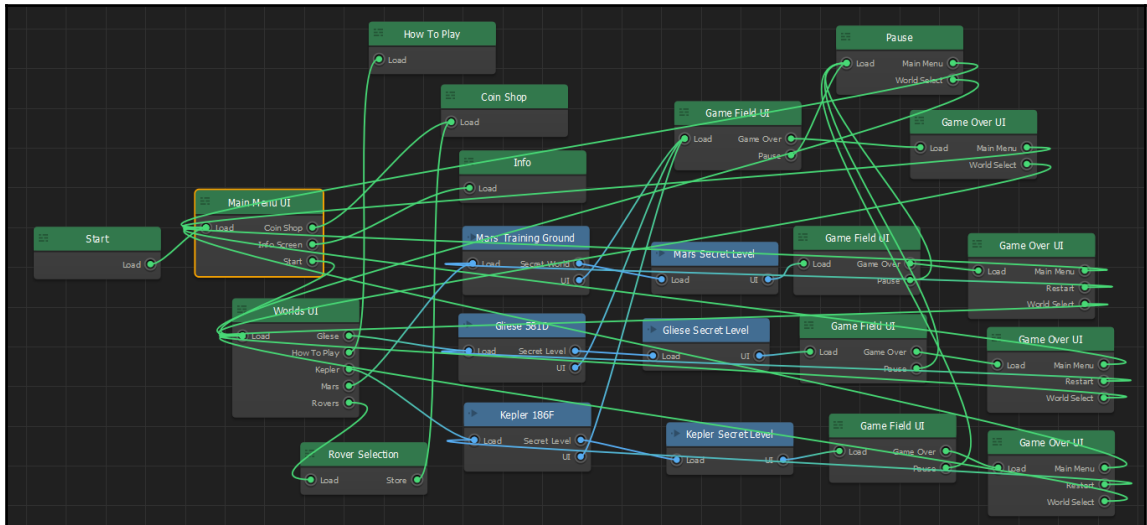 How To Play
Load
Pause
Load
Main Menu
World Select
Coin Shop
Load
Game Field UI
Load
Game Over
Pause
Game Over UI
Load
Main Menu
World Select
Info
Load
Main Menu UI
Load
Coin Shop
Info Screen
Start
Start
Load
Mars Training Ground
Load
Secret World
UI
Mars Secret Level
Load
UI
Game Field UI
Load
Game Over
Pause
Game Over UI
Load
Main Menu
Restart
World Select
Worlds UI
Load
Gliese
How To Play
Kepler
Mars
Rovers
Gliese 581D
Load
Secret Level
UI
Gliese Secret Level
Load
UI
Game Field UI
Load
Game Over
Pause
Game Over UI
Load
Main Menu
Restart
World Select
Kepler 186F
Load
Secret Level
UI
Kepler Secret Level
Load
UI
Game Field UI
Load
Game Over
Pause
Game Over UI
Load
Main Menu
Restart
World Select
Rover Selection
Load
Store